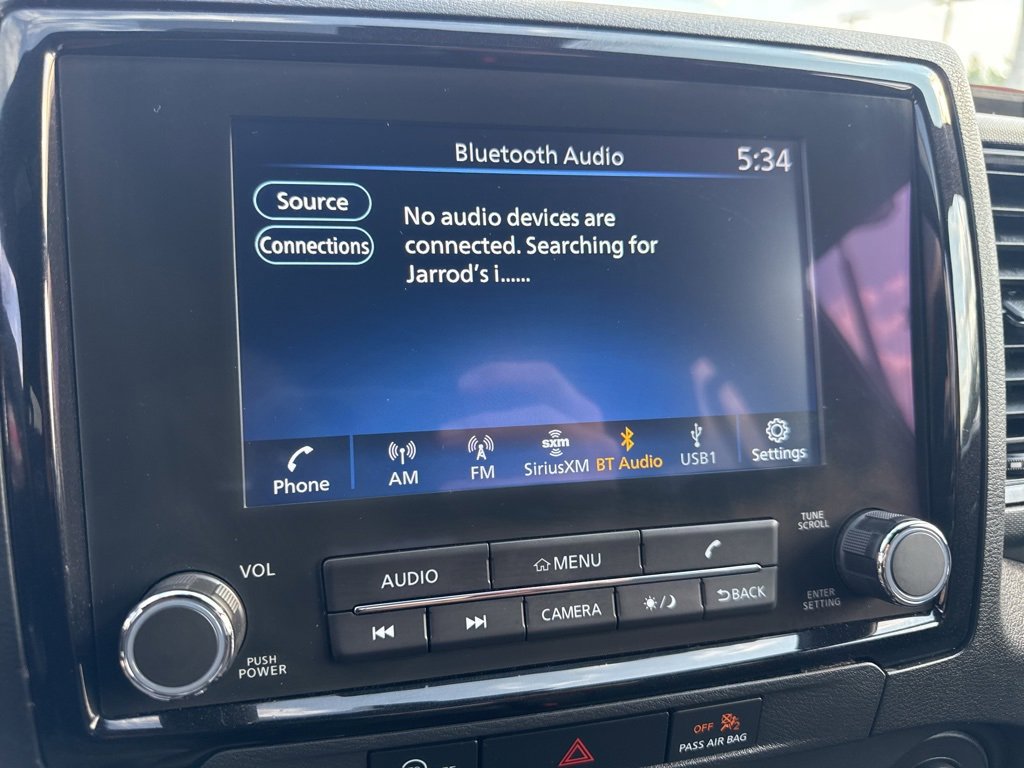 Bluetooth Audio
5:34
Source
Connections
No audio devices are
connected. Searching for
Jarrod's i......
Phone
AM
FM
sxm
SiriusXM
BT Audio
USB1
Settings
VOL
PUSH
POWER
AUDIO
MENU
CAMERA
BACK
TUNE
SCROLL
ENTER
SETTING
OFF
2
PASS AIR BAG